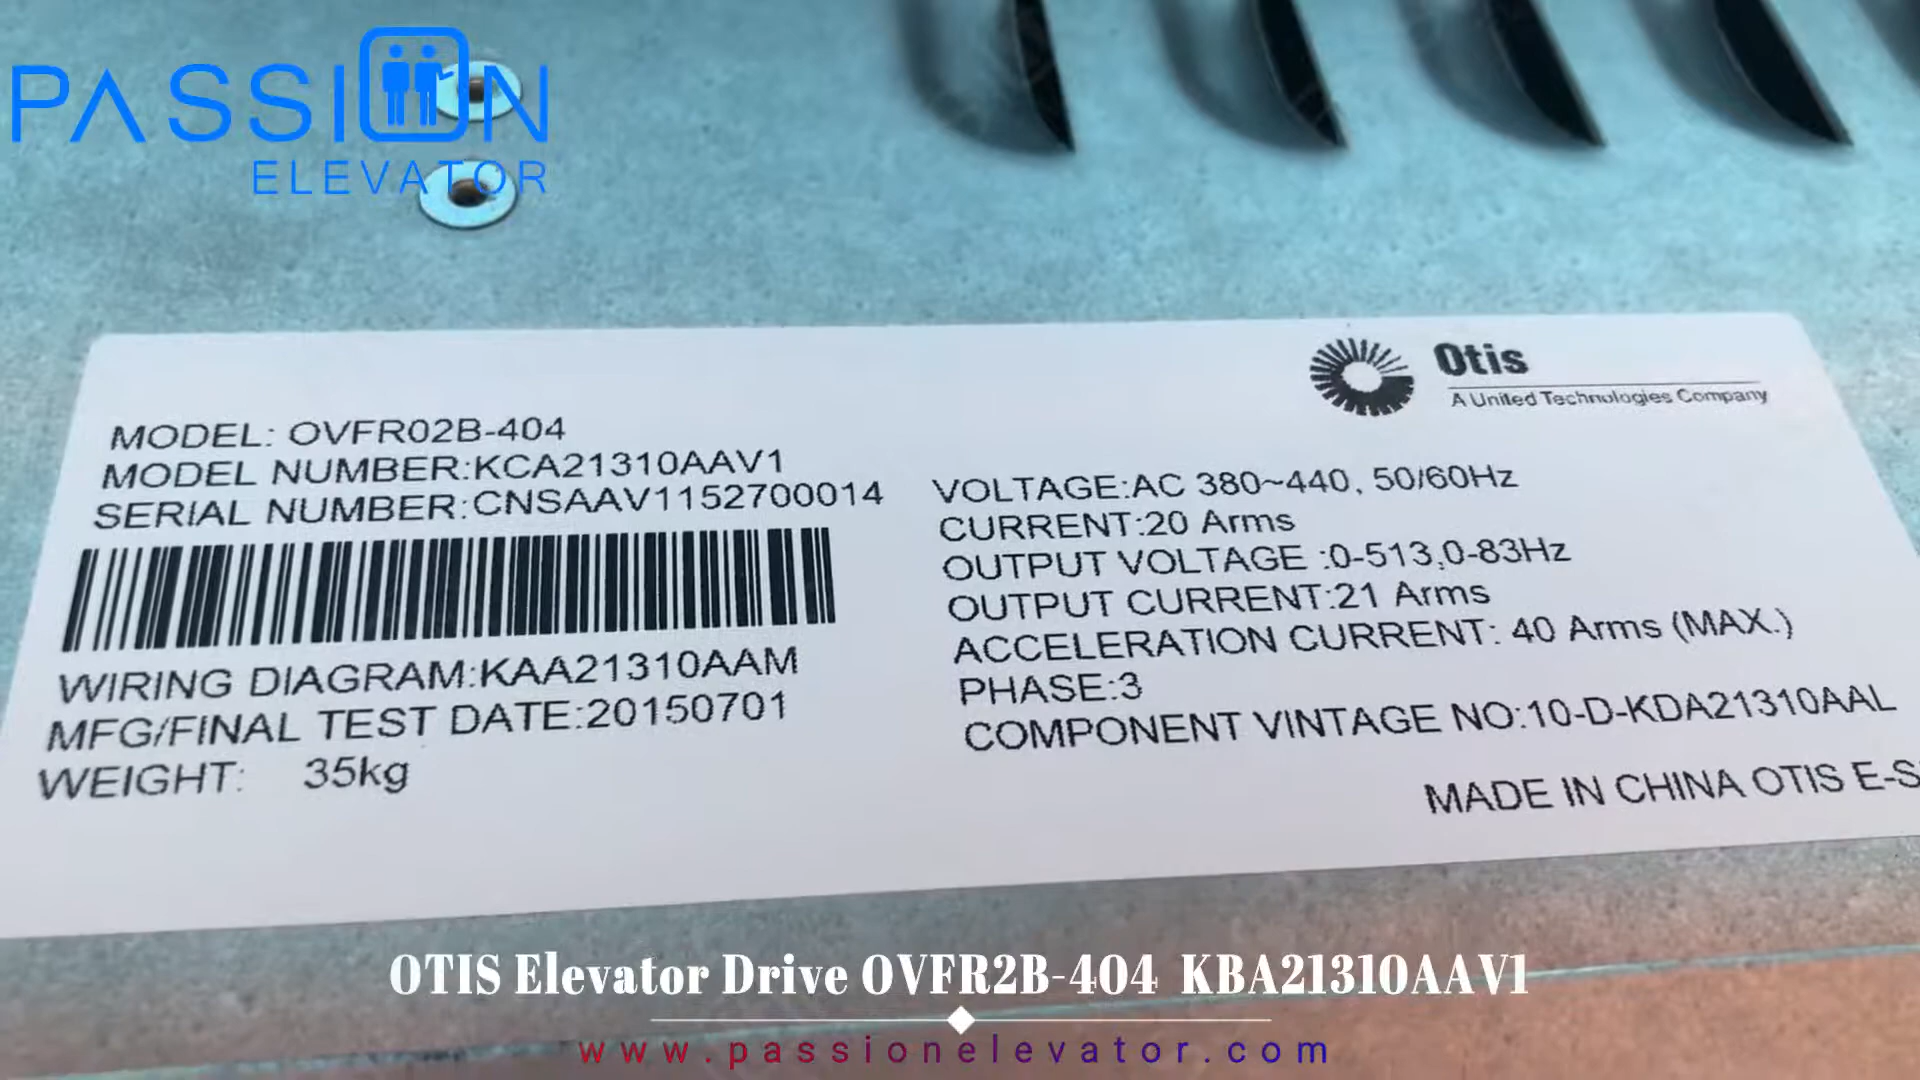 PASSION
ELEVATOR
Otis
A United Technologies Company
MODEL: OVFR02B-404
MODEL NUMBER:KCA21310AAV1
SERIAL NUMBER:CNSAAV1152700014
WIRING DIAGRAM:KAA21310AAM
MFG/FINAL TEST DATE:20150701
WEIGHT: 35kg
VOLTAGE:AC 380~440, 50/60Hz
CURRENT:20 Arms
OUTPUT VOLTAGE :0-513,0-83Hz
OUTPUT CURRENT:21 Arms
ACCELERATION CURRENT: 40 Arms (MAX.)
PHASE:3
COMPONENT VINTAGE NO:10-D-KDA21310AAL
MADE IN CHINA OTIS
OTIS Elevator Drive OVFR2B-404 KBA21310AAV1
www.passionelevator.com